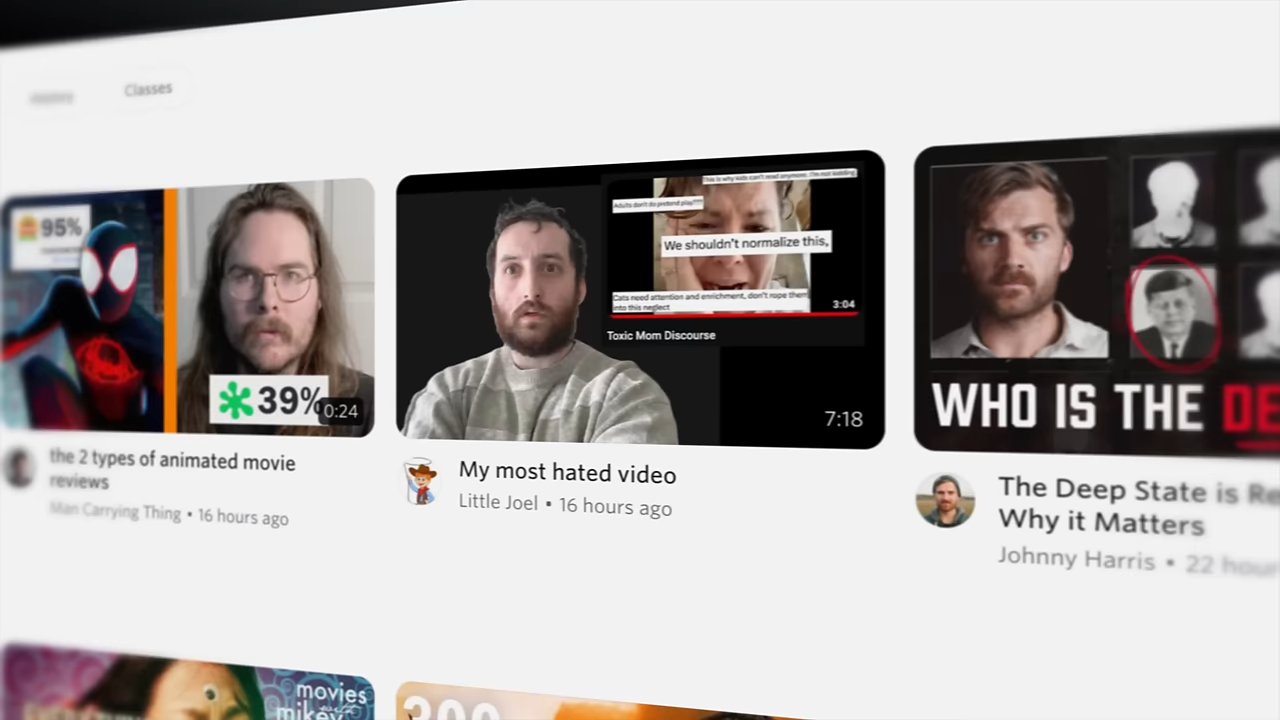 Classes
95%
39%
0:24
the 2 types of animated movie
reviews
Man Carrying Thing • 16 hours ago
This is why kids can't read anymore. I'm not kidding
Adults don't do pretend play!!!!!
We shouldn't normalize this,
Cats need attention and enrichment, don't rope them
into this neglect
3:04
Toxic Mom Discourse
7:18
My most hated video
Little Joel • 16 hours ago
WHO IS THE DE
The Deep State is Re
Why it Matters
Johnny Harris • 22 hour
movies
with
mikey
300